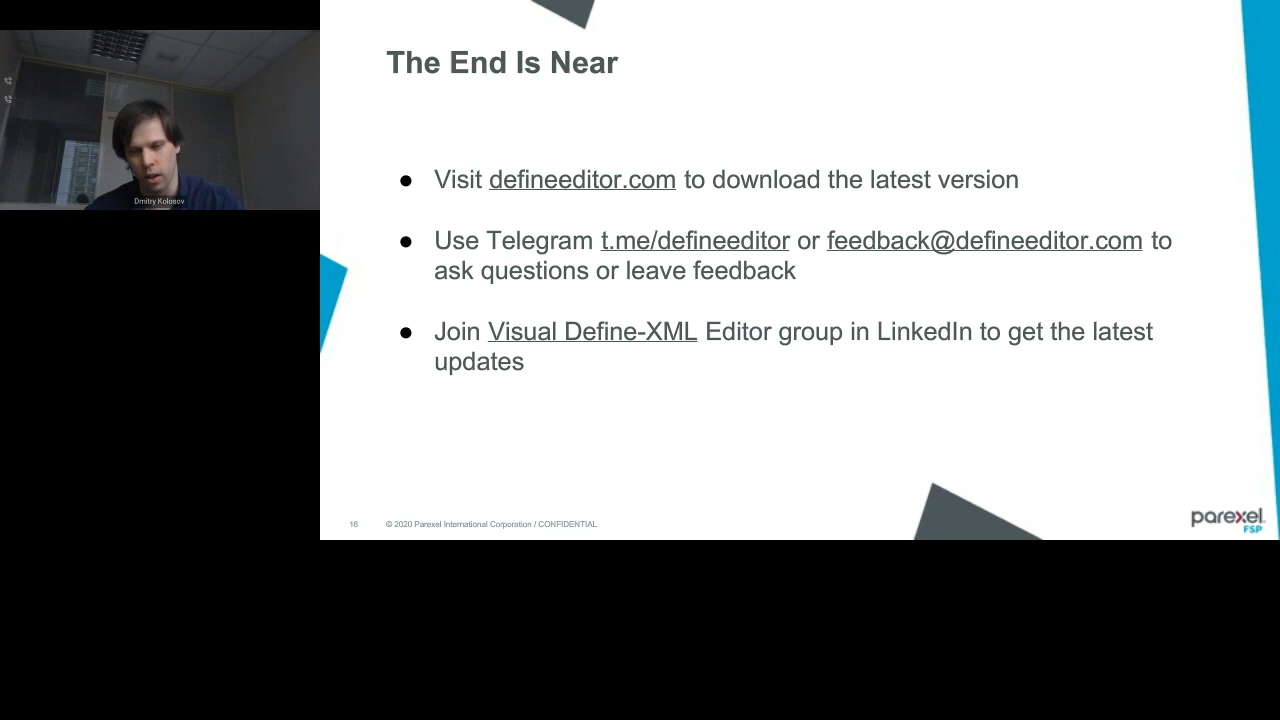 Dmitry Kolosov
The End Is Near
● Visit defineeditor.com to download the latest version
● Use Telegram t.me/defineeditor or feedback@defineeditor.com to
ask questions or leave feedback
● Join Visual Define-XML Editor group in LinkedIn to get the latest
updates
16 © 2020 Parexel International Corporation / CONFIDENTIAL
parexel.
FSP